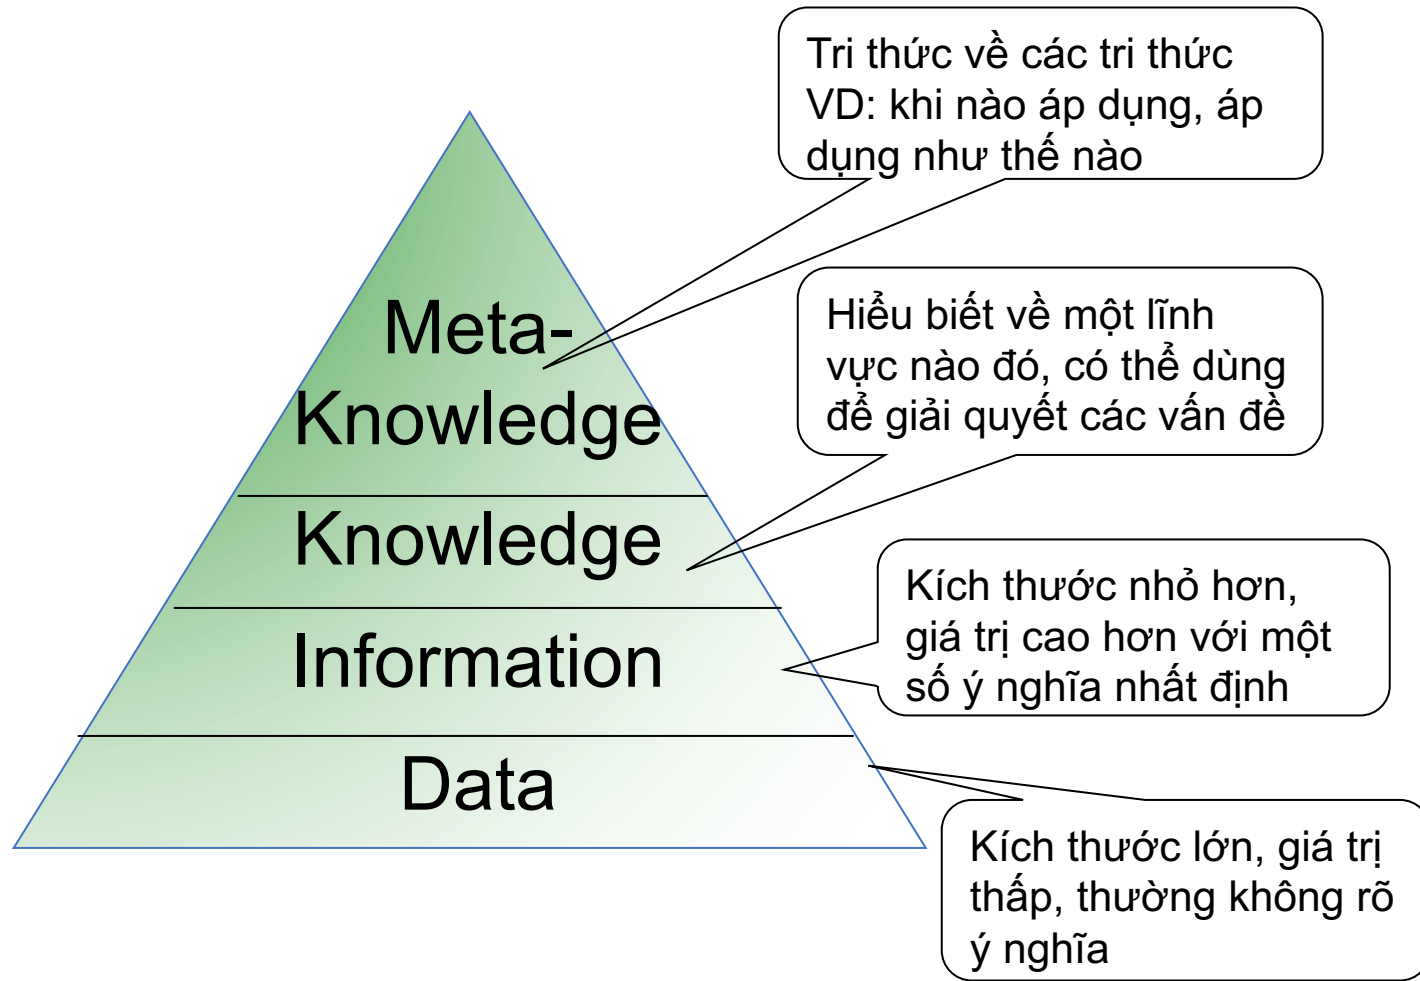 Tri thức về các tri thức
VD: khi nào áp dụng, áp
dụng như thế nào
Meta-
Knowledge
Hiểu biết về một lĩnh
vực nào đó, có thể dùng
để giải quyết các vấn đề
Knowledge
Kích thước nhỏ hơn,
giá trị cao hơn với một
số ý nghĩa nhất định
Information
Data
Kích thước lớn, giá trị
thấp, thường không rõ
ý nghĩa